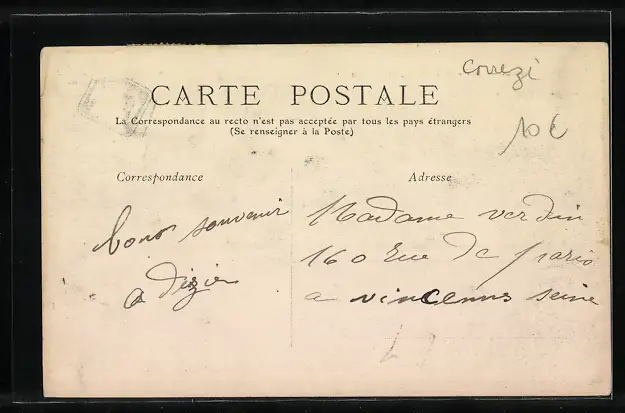 Correzi
CARTE POSTALE
La Correspondance au recto n'est pas acceptée par tous les pays étrangers
(Se renseigner à la Poste)
10€
Correspondance
Adresse
bons souvenir
Madame verdin
160 rue de paris
a vincenns seine